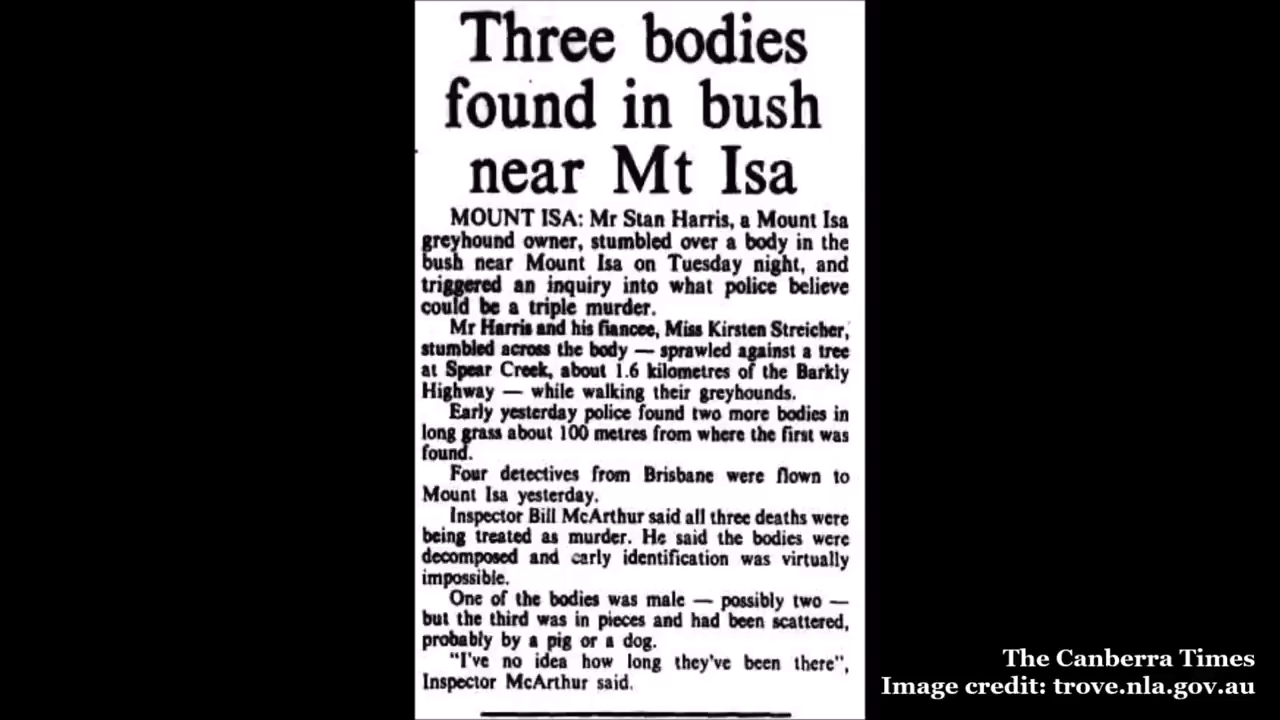 Three bodies
found in bush
near Mt Isa
MOUNT ISA: Mr Stan Harris, a Mount Isa
greyhound owner, stumbled over a body in the
bush near Mount Isa on Tuesday night, and
triggered an inquiry into what police believe
could be a triple murder.
Mr Harris and his fiancee, Miss Kirsten Streicher,
stumbled across the body — sprawled against a tree
at Spear Creek, about 1.6 kilometres of the Barkly
Highway — while walking their greyhounds.
Early yesterday police found two more bodies in
long grass about 100 metres from where the first was
found.
Four detectives from Brisbane were flown to
Mount Isa yesterday.
Inspector Bill McArthur said all three deaths were
being treated as murder. He said the bodies were
decomposed and early identification was virtually
impossible.
One of the bodies was male — possibly two —
but the third was in pieces and had been scattered,
probably by a pig or a dog.
"I've no idea how long they've been there",
Inspector McArthur said.
The Canberra Times
Image credit: trove.nla.gov.au